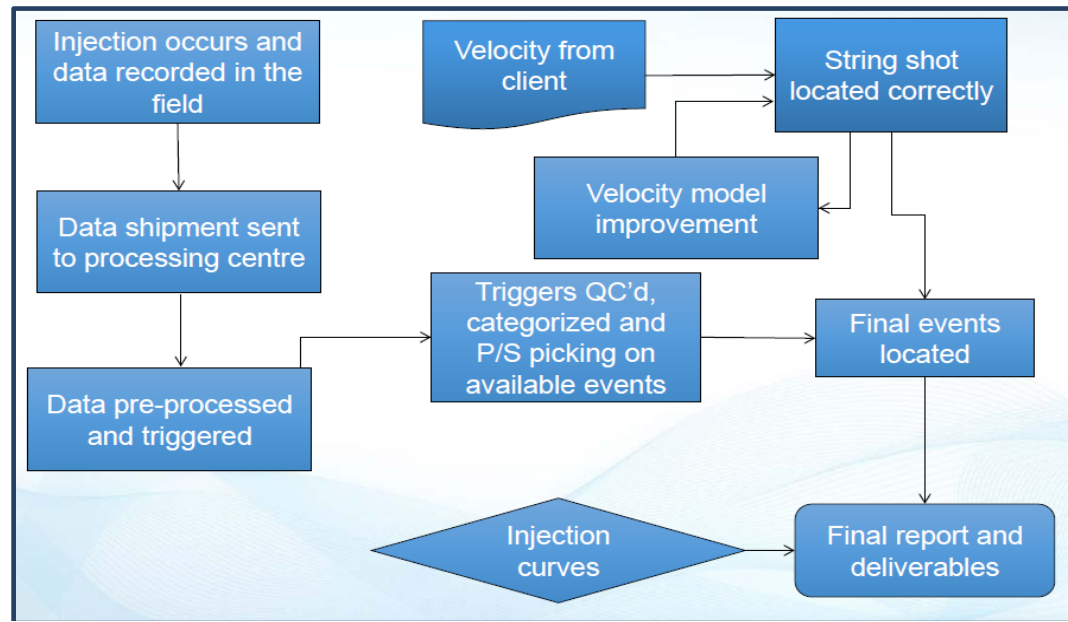 Injection occurs and
data recorded in the
field
Velocity from
client
String shot
located correctly
Data shipment sent
to processing centre
Velocity model
improvement
Triggers QC’d,
categorized and
P/S picking on
available events
Final events
located
Data pre-processed
and triggered
Injection
curves
Final report and
deliverables